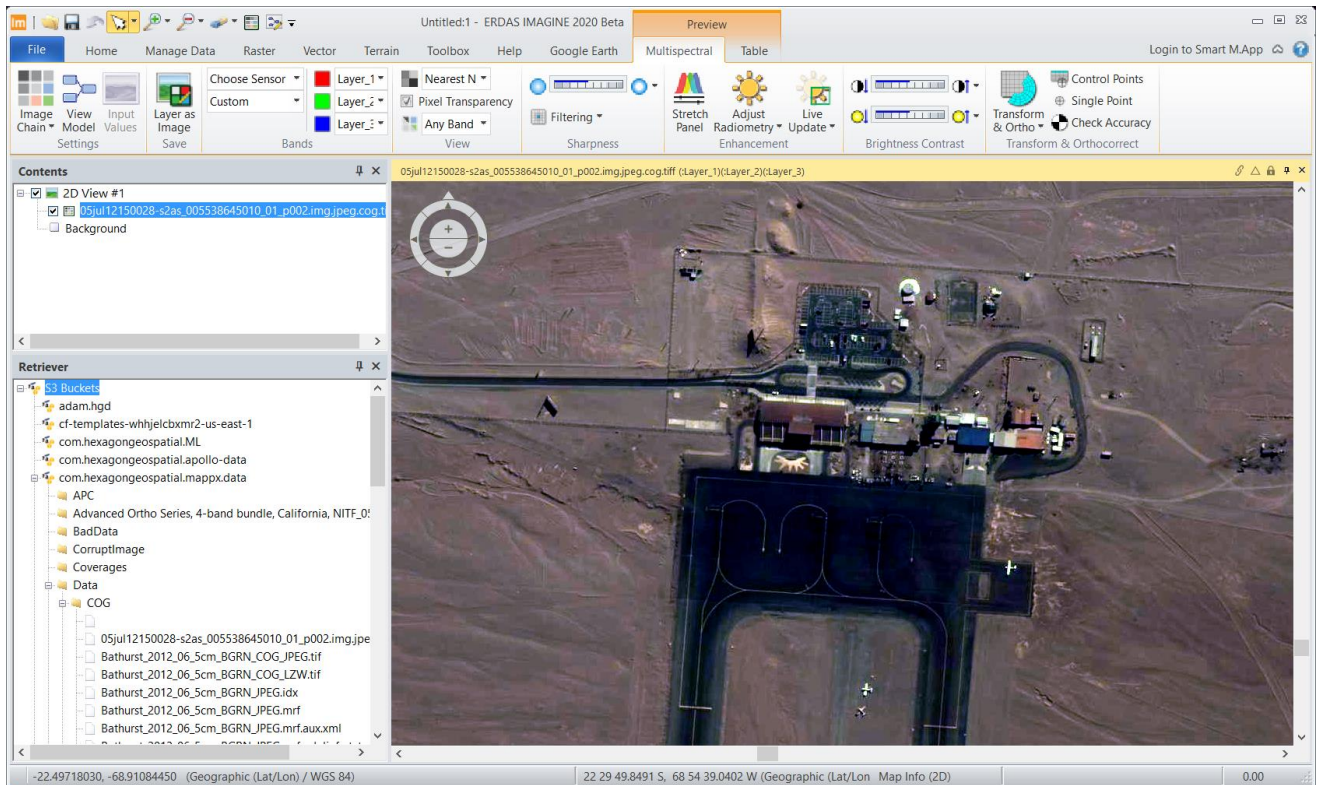 Untitled:1 - ERDAS IMAGINE 2020 Beta
Preview
File Home Manage Data Raster Vector Terrain Toolbox Help Google Earth Multispectral Table
Login to Smart M.App
Image Chain
View Model
Input Values
Settings
Layer as Image
Save
Choose Sensor
Custom
Layer_1
Layer_2
Bands
Nearest N
Pixel Transparency
Any Band
View
Filtering
Sharpness
Stretch Panel
Adjust Radiometry
Live Update
Enhancement
Brightness Contrast
Transform & Ortho
Control Points
Single Point
Check Accuracy
Transform & Orthocorrect
Contents
2D View #1
05jul12150028-s2as_005538645010_01_p002.img.jpeg.cog.ti
Background
Retriever
S3 Buckets
adam.hgd
cf-templates-whhjelcbxmr2-us-east-1
com.hexagongeospatial.ML
com.hexagongeospatial.apollo-data
com.hexagongeospatial.mappx.data
APC
Advanced Ortho Series, 4-band bundle, California, NITF_0
BadData
CorruptImage
Coverages
Data
COG
05jul12150028-s2as_005538645010_01_p002.img.jpe
Bathurst_2012_06_5cm_BGRN_COG_JPEG.tif
Bathurst_2012_06_5cm_BGRN_COG_LZW.tif
Bathurst_2012_06_5cm_BGRN_JPEG.idx
Bathurst_2012_06_5cm_BGRN_JPEG.mrf
Bathurst_2012_06_5cm_BGRN_JPEG.mrf.aux.xml
05jul12150028-s2as_005538645010_01_p002.img.jpeg.cog.tiff (:Layer_1)(:Layer_2)(:Layer_3)
-22.49718030, -68.91084450 (Geographic (Lat/Lon) / WGS 84)
22 29 49.8491 S, 68 54 39.0402 W (Geographic (Lat/Lon Map Info (2D)
0.00